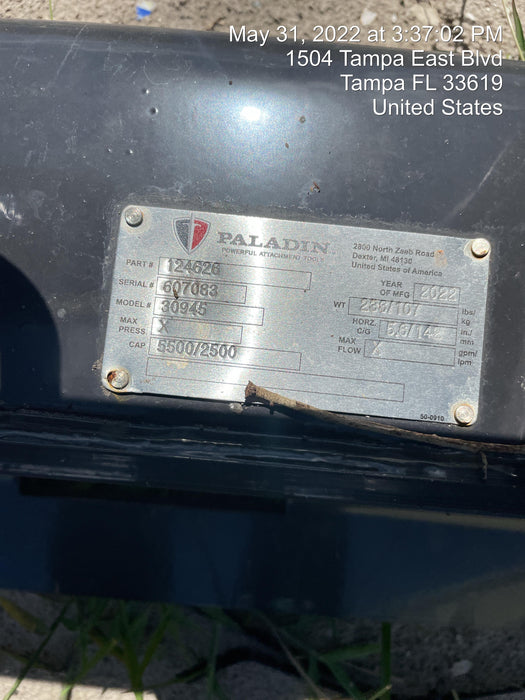 May 31, 2022 at 3:37:02 PM
1504 Tampa East Blvd
Tampa FL 33619
United States
PALADIN
POWERFUL ATTACHMENT TOOLS
2800 North Zeeb Road
Dexter, MI 48130
United States of America
PART # 124626
SERIAL # 607083
MODEL # 30945
MAX PRESS X
CAP 5500/2500
YEAR OF MFG 2022
WT lbs/ kg
HORZ. C/G in./ mm
MAX FLOW X gpm/ lpm
50-0910